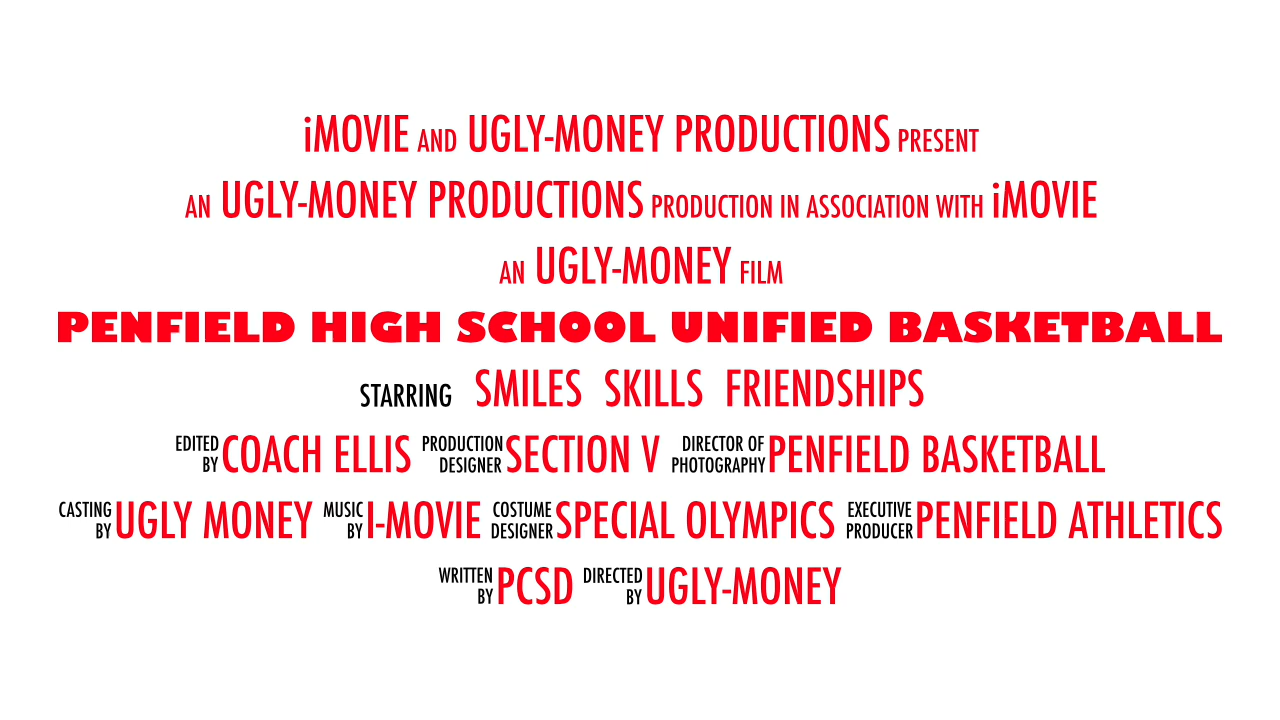 iMOVIE AND UGLY-MONEY PRODUCTIONS PRESENT
AN UGLY-MONEY PRODUCTIONS PRODUCTION IN ASSOCIATION WITH iMOVIE
AN UGLY-MONEY FILM
PENFIELD HIGH SCHOOL UNIFIED BASKETBALL
STARRING SMILES SKILLS FRIENDSHIPS
EDITED BY COACH ELLIS PRODUCTION DESIGNER SECTION V DIRECTOR OF PHOTOGRAPHY PENFIELD BASKETBALL
CASTING BY UGLY MONEY MUSIC BY I-MOVIE COSTUME DESIGNER SPECIAL OLYMPICS EXECUTIVE PRODUCER PENFIELD ATHLETICS
WRITTEN BY PCSD DIRECTED BY UGLY-MONEY